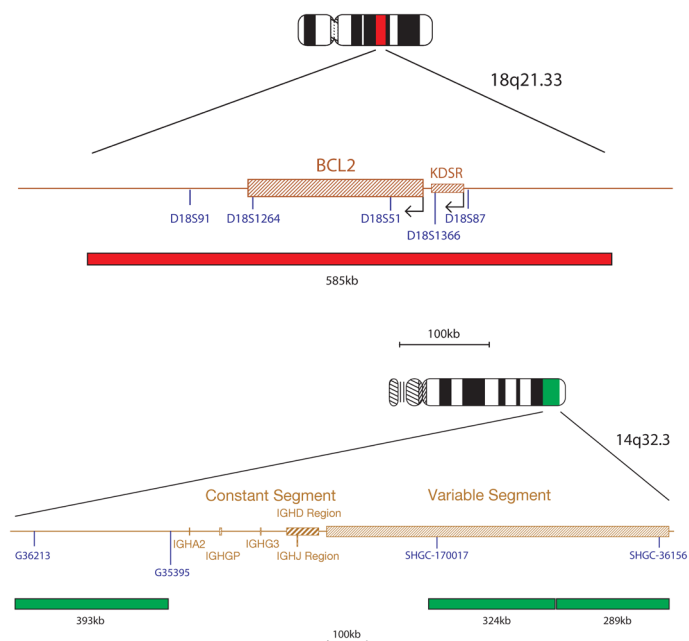 18q21.33
BCL2
KDSR
D18S91
D18S1264
D18S51
D18S87
D18S1366
585kb
100kb
14q32.3
Constant Segment
Variable Segment
IGHD Region
G36213
IGHA2
IGHGP
IGHG3
IGHJ Region
SHGC-170017
SHGC-36156
G35395
393kb
324kb
289kb
100kb